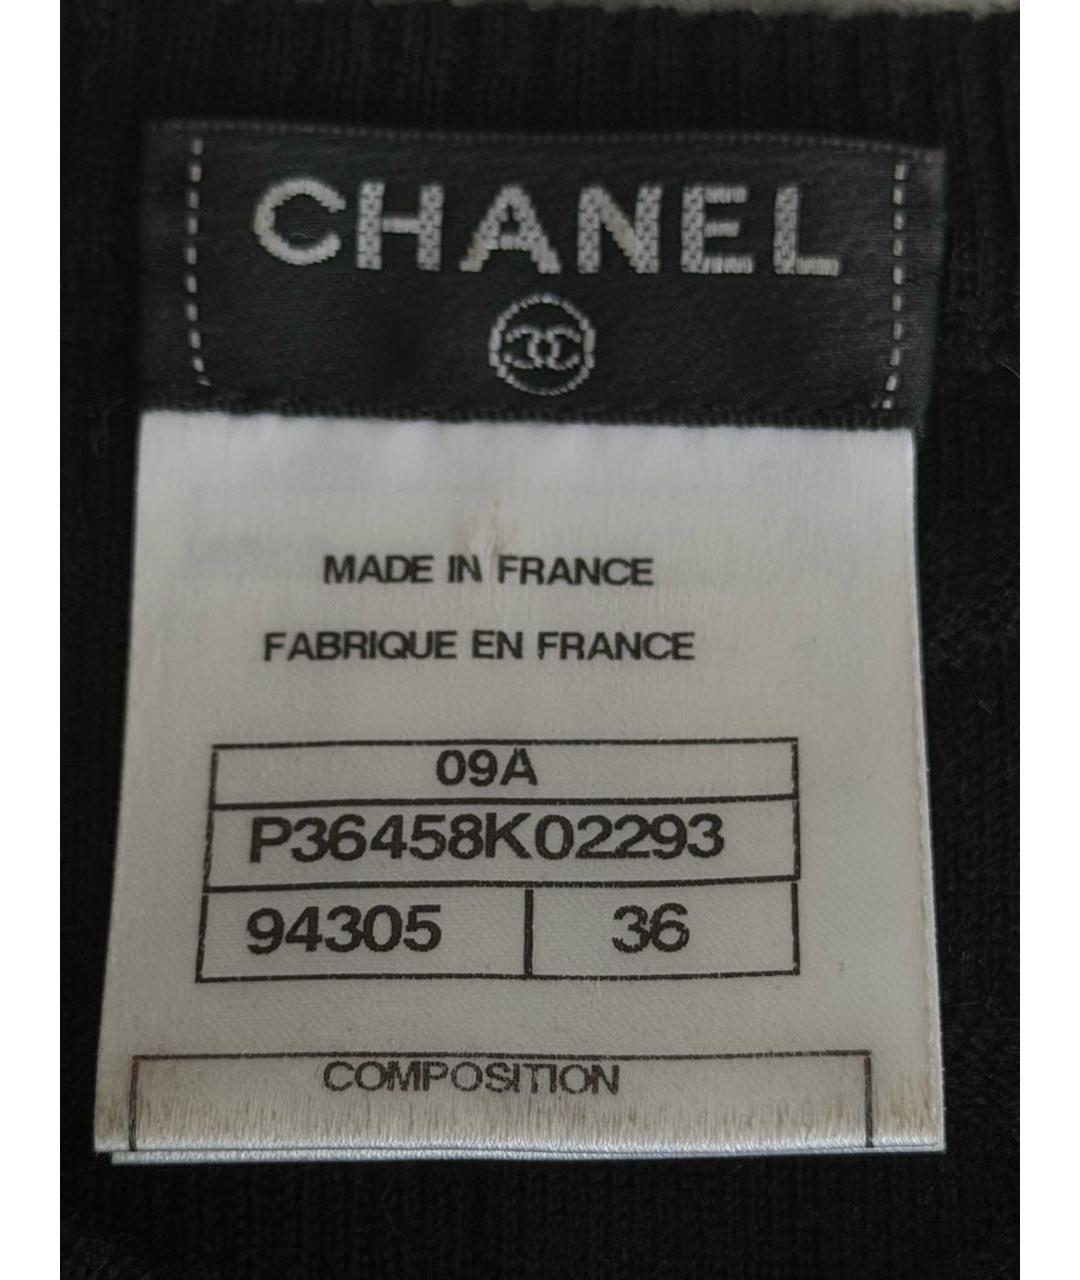 CHANEL
MADE IN FRANCE
FABRIQUE EN FRANCE
09A
P36458K02293
94305 36
COMPOSITION